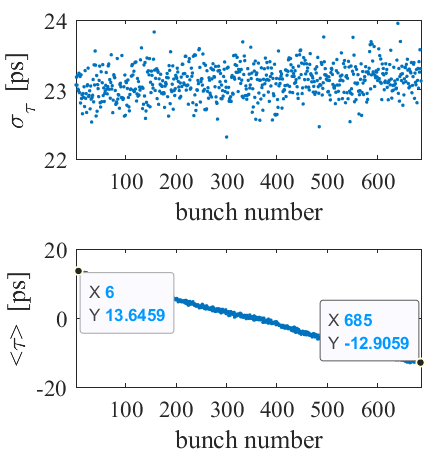 24
23
22
σ_τ [ps]
100 200 300 400 500 600
bunch number
20
0
-20
<τ> [ps]
X 6
Y 13.6459
X 685
Y -12.9059
100 200 300 400 500 600
bunch number